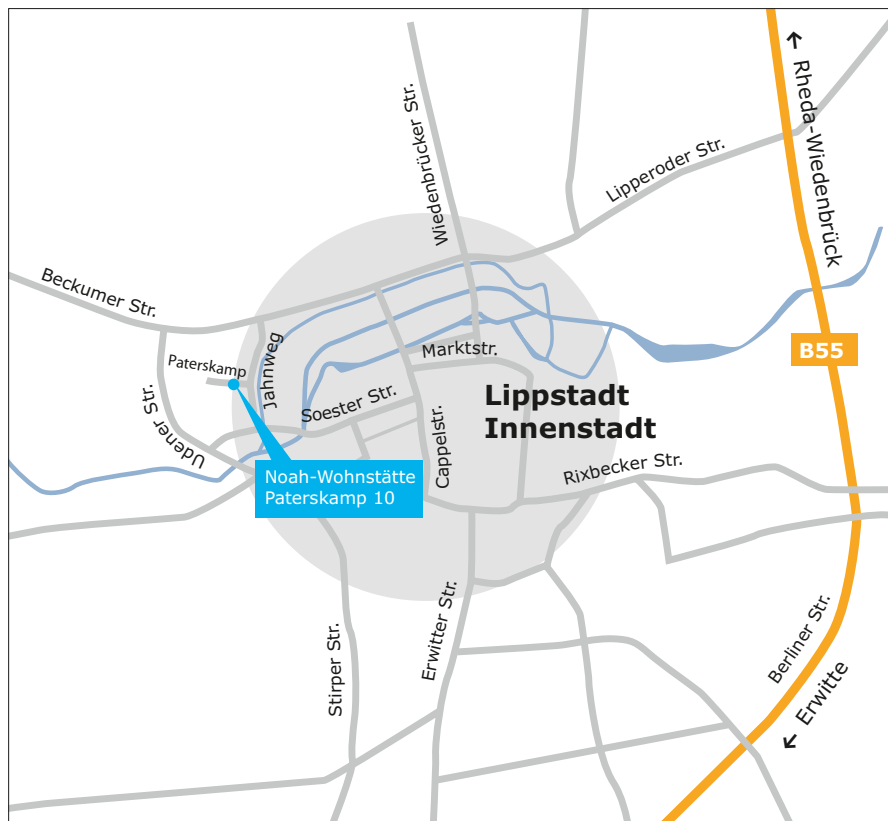 Rheda-Wiedenbrück
Wiedenbrücker Str.
Lipperoder Str.
Beckumer Str.
B55
Jahnweg
Marktstr.
Paterskamp
Lippstadt
Innenstadt
Soester Str.
Udener Str.
Cappelstr.
Rixbecker Str.
Noah-Wohnstätte
Paterskamp 10
Erwitter Str.
Berliner Str.
Stirper Str.
Erwitte